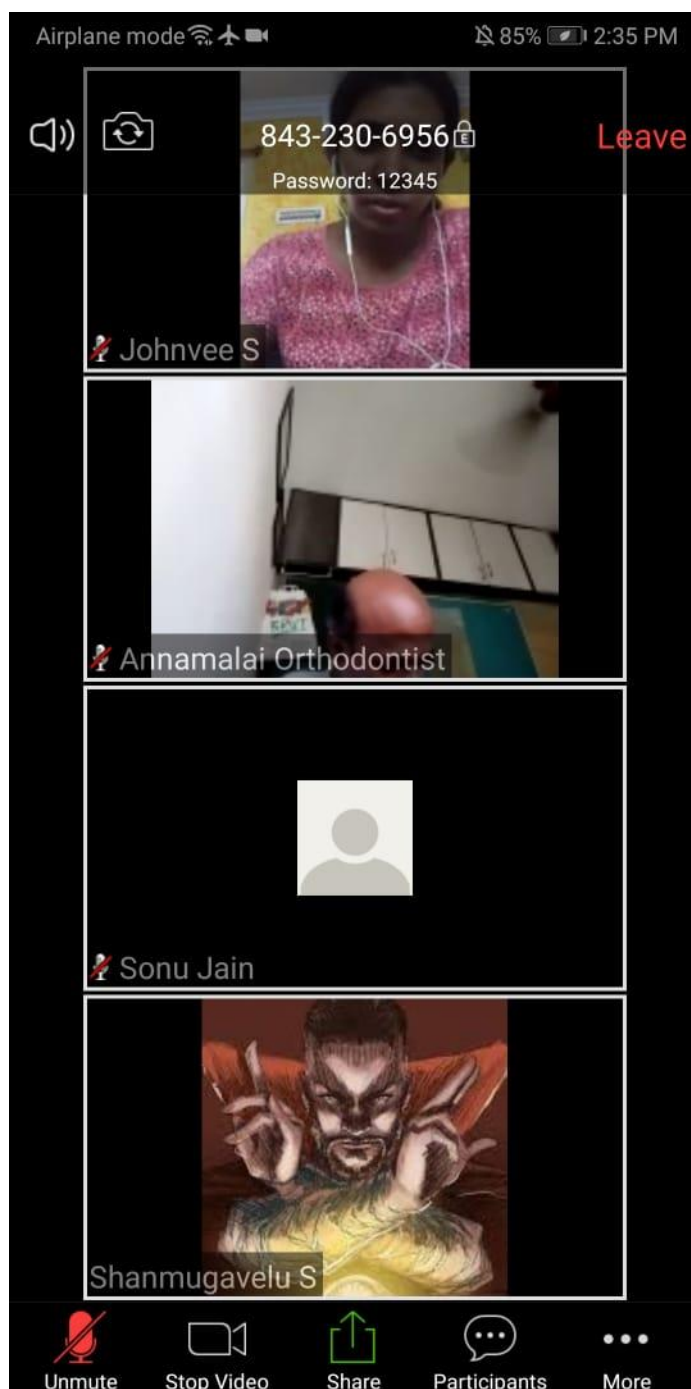 Airplane mode 85% 2:35 PM
843-230-6956 Leave
Password: 12345
Johnvee S
Annamalai Orthodontist
Sonu Jain
Shanmugavelu S
Unmute Stop Video Share Participants More